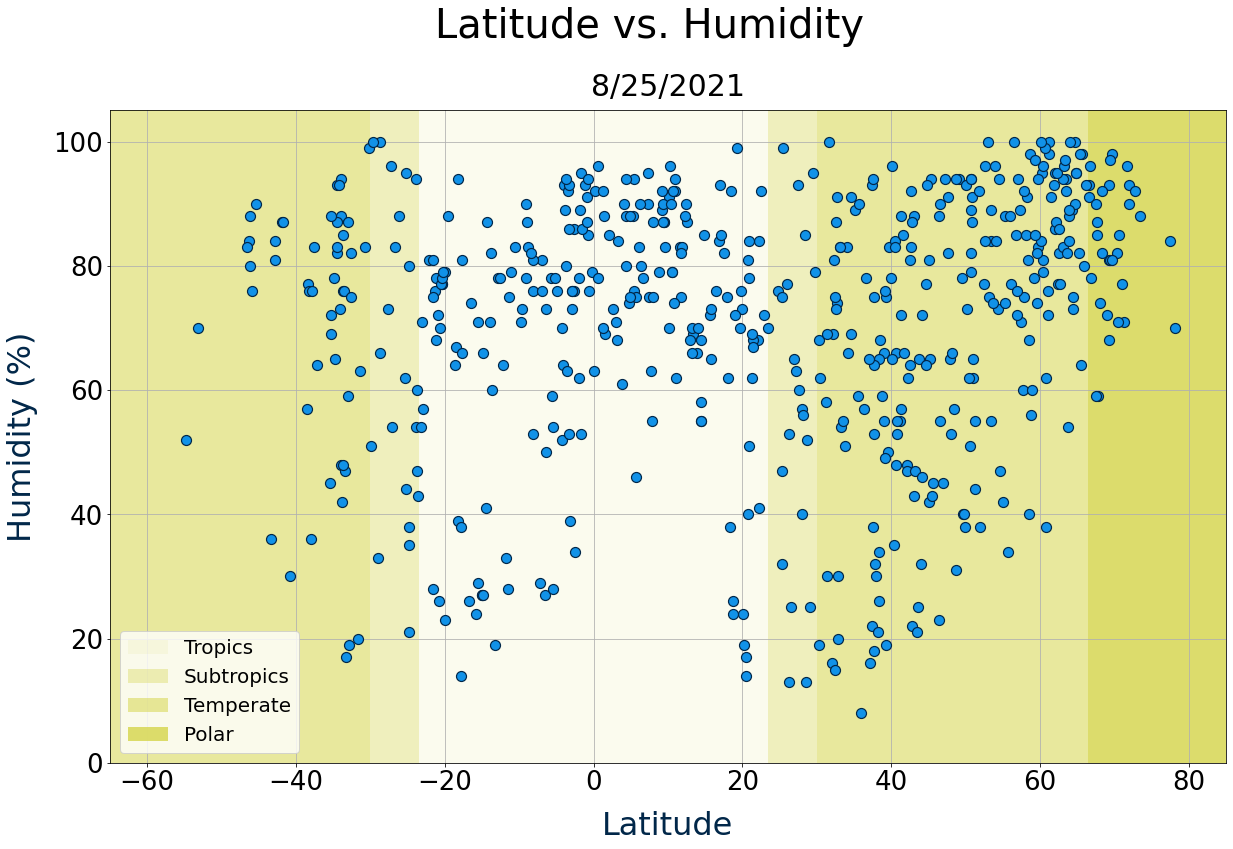 Latitude vs. Humidity
8/25/2021
Humidity (%)
100
80
60
40
20
0
Tropics
Subtropics
Temperate
Polar
−60 −40 −20 0 20 40 60 80
Latitude